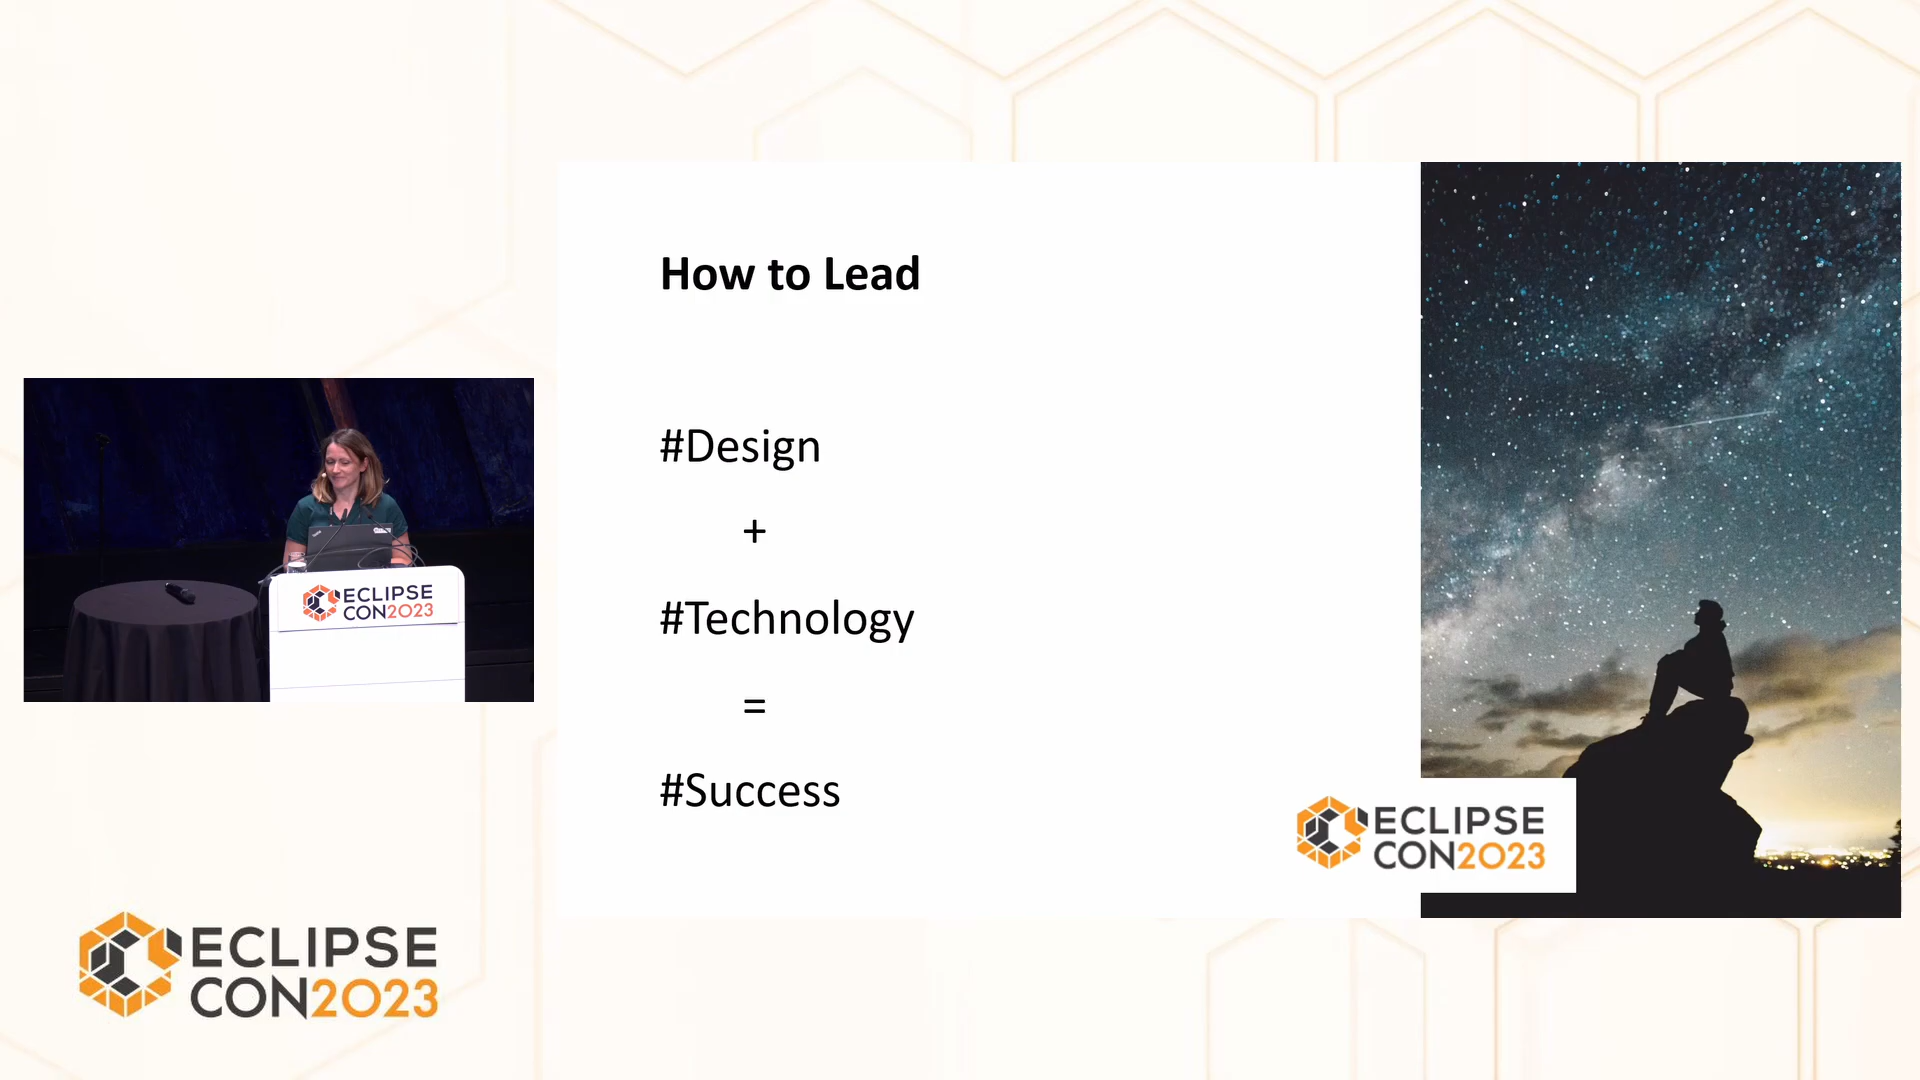 How to Lead
#Design
+
#Technology
=
#Success
ECLIPSE
CON2023
ECLIPSE
CON2023
ECLIPSE
CON2023